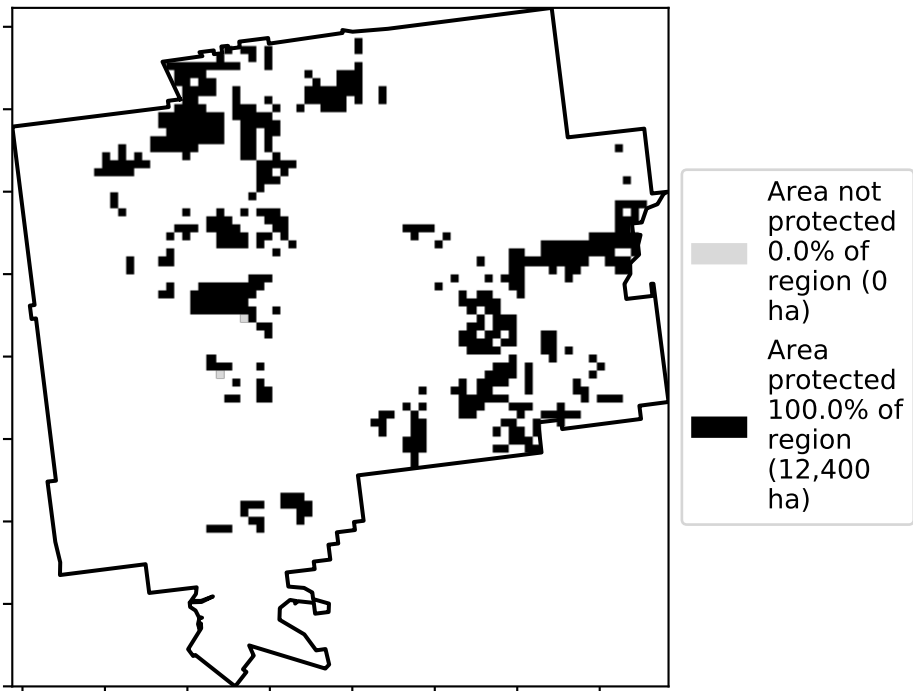 Area not
protected
0.0% of
region (0
ha)
Area
protected
100.0% of
region
(12,400
ha)